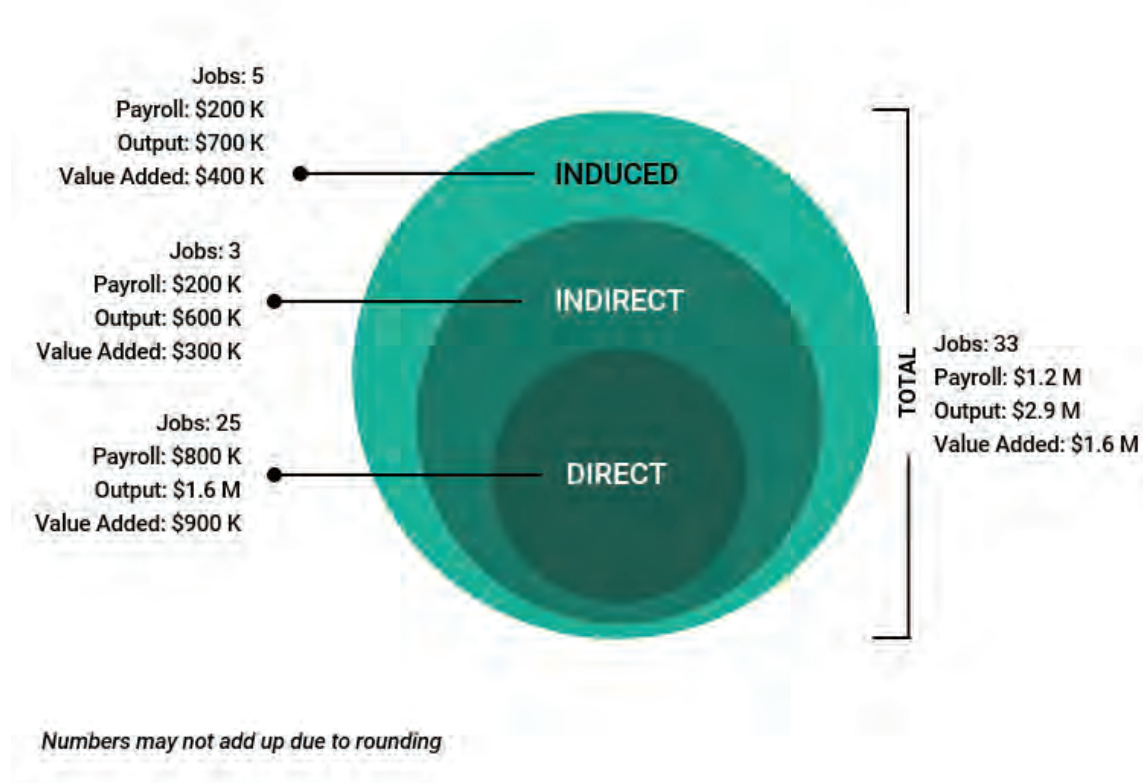 Jobs: 5
Payroll: $200 K
Output: $700 K
Value Added: $400 K
INDUCED
Jobs: 3
Payroll: $200 K
Output: $600 K
Value Added: $300 K
INDIRECT
Jobs: 25
Payroll: $800 K
Output: $1.6 M
Value Added: $900 K
DIRECT
TOTAL
Jobs: 33
Payroll: $1.2 M
Output: $2.9 M
Value Added: $1.6 M
Numbers may not add up due to rounding